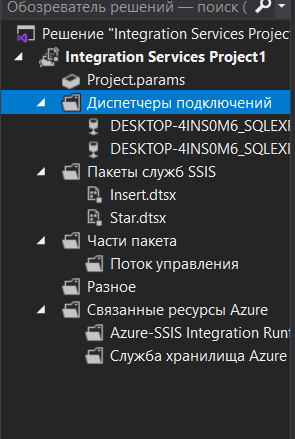 Обозреватель решений — поиск (
Решение "Integration Services Project
Integration Services Project1
Project.params
Диспетчеры подключений
DESKTOP-4INS0M6_SQLEXP
DESKTOP-4INS0M6_SQLEXP
Пакеты служб SSIS
Insert.dtsx
Star.dtsx
Части пакета
Поток управления
Разное
Связанные ресурсы Azure
Azure-SSIS Integration Runt
Служба хранилища Azure